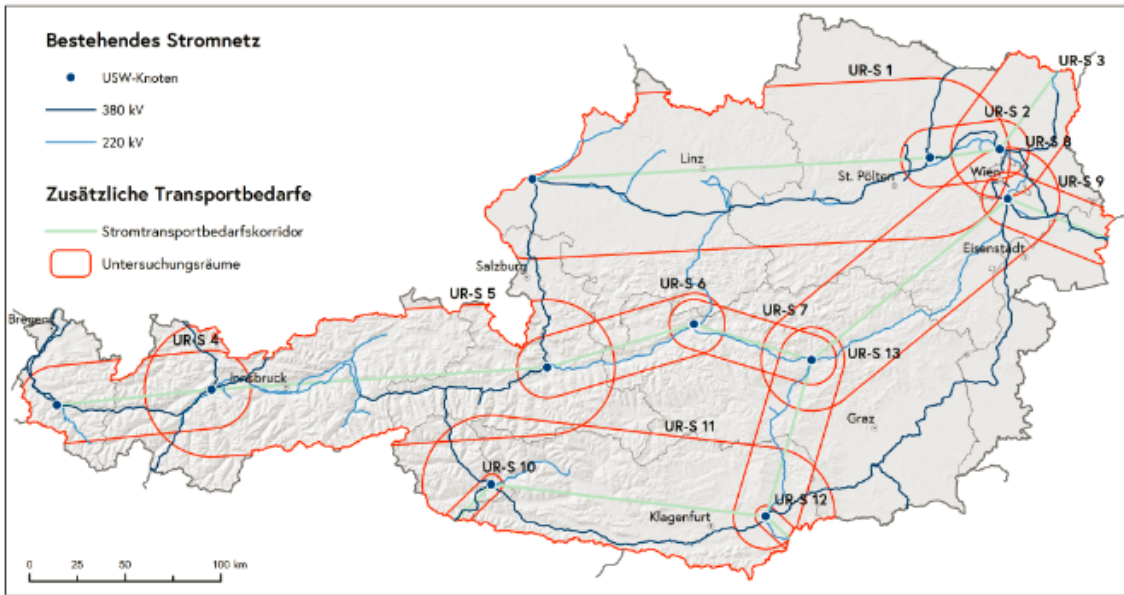 Bestehendes Stromnetz
USW-Knoten
380 kV
220 kV
Zusätzliche Transportbedarfe
Stromtransportbedarfskorridor
Untersuchungsräume
UR-S 1
UR-S 3
UR-S 2
UR-S 8
Linz
St. Pölten
Wien
UR-S 9
Eisenstadt
Salzburg
UR-S 5
UR-S 6
UR-S 7
Bregenz
UR-S 4
UR-S 13
Innsbruck
Graz
UR-S 11
UR-S 10
UR-S 12
Klagenfurt
0 25 50 100 km